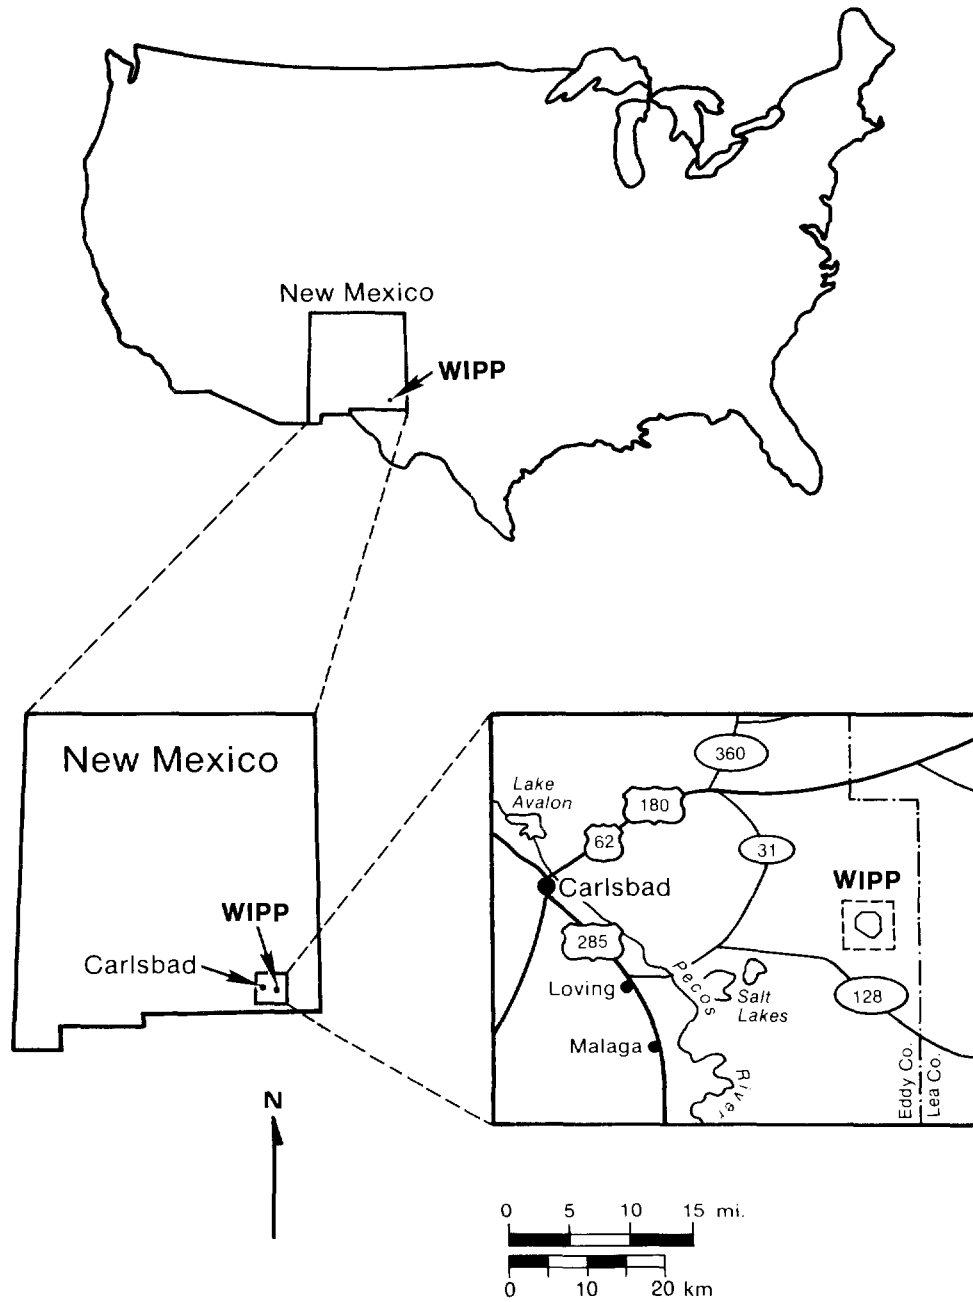 New Mexico
WIPP
New Mexico
WIPP
Carlsbad
N
360
Lake
Avalon
180
62
31
Carlsbad
WIPP
285
Pecos
Loving
Salt
Lakes
128
Malaga
River
Eddy Co.
Lea Co.
0 5 10 15 mi.
0 10 20 km